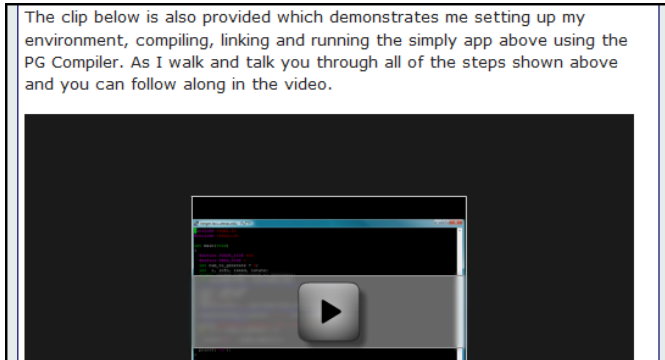 The clip below is also provided which demonstrates me setting up my
environment, compiling, linking and running the simply app above using the
PG Compiler. As I walk and talk you through all of the steps shown above
and you can follow along in the video.